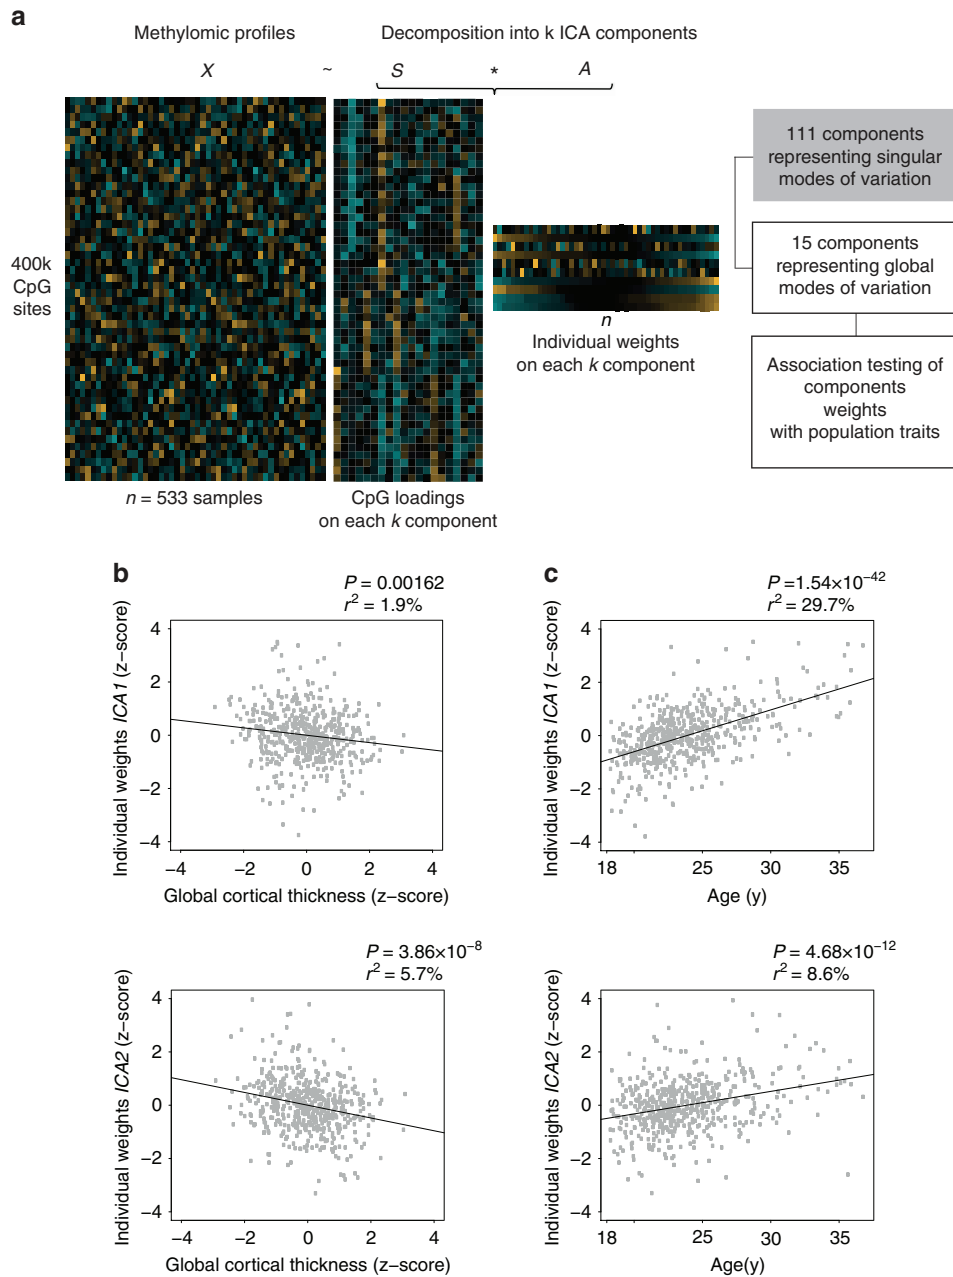 a
Methylomic profiles
Decomposition into k ICA components
X ~ S * A
400k
CpG
sites
n = 533 samples
CpG loadings
on each k component
n
Individual weights
on each k component
111 components
representing singular
modes of variation
15 components
representing global
modes of variation
Association testing of
components
weights
with population traits
b
P = 0.00162
r² = 1.9%
Individual weights ICA1 (z−score)
4
2
0
−2
−4
−4 −2 0 2 4
Global cortical thickness (z−score)
c
P =1.54×10⁻⁴²
r² = 29.7%
Individual weights ICA1 (z−score)
4
2
0
−2
−4
18 25 30 35
Age (y)
P = 3.86×10⁻⁸
r² = 5.7%
Individual weights ICA2 (z−score)
4
2
0
−2
−4
−4 −2 0 2 4
Global cortical thickness (z−score)
P = 4.68×10⁻¹²
r² = 8.6%
Individual weights ICA2 (z−score)
4
2
0
−2
−4
18 25 30 35
Age(y)